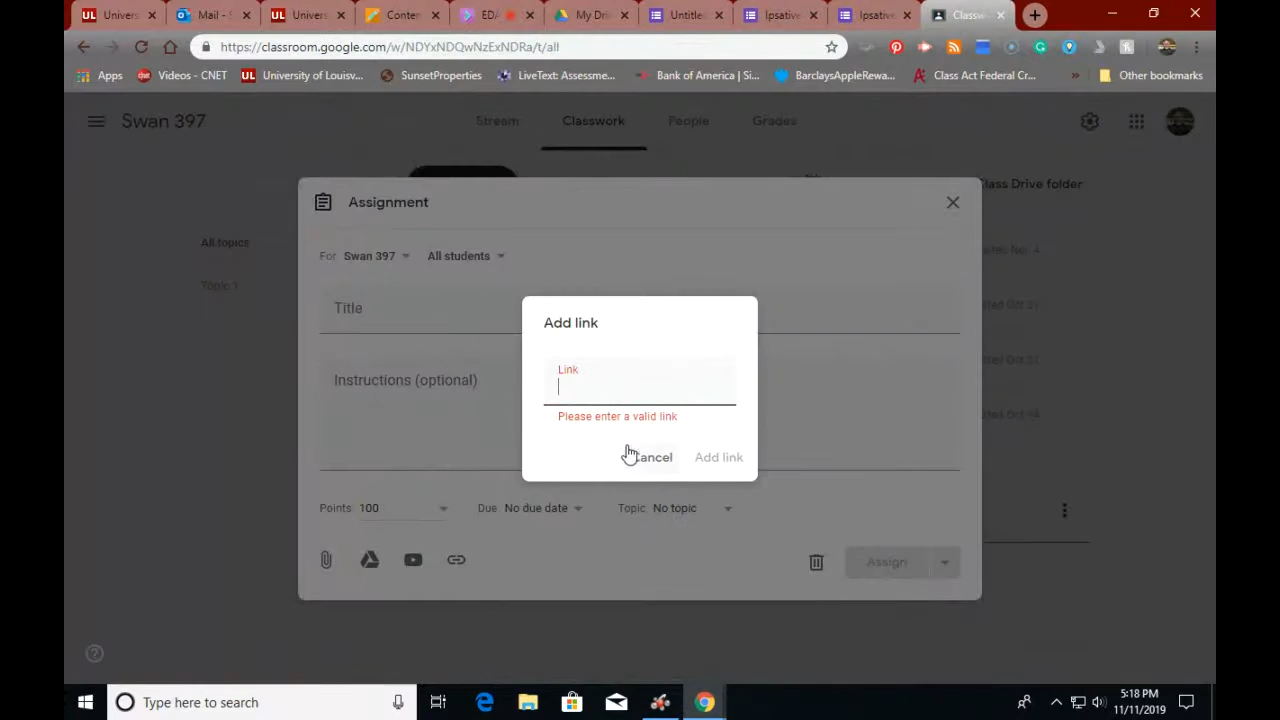 Univers
Mail - S
Univers
Conten
EDA
My Dri
Untitle
Ipsative
Ipsative
Classw
https://classroom.google.com/w/NDYxNDQwNzExNDRa/t/all
Apps
Videos - CNET
University of Louisv...
SunsetProperties
LiveText: Assessme...
Bank of America | Si...
BarclaysAppleRewa...
Class Act Federal Cr...
Other bookmarks
Swan 397
Stream
Classwork
People
Grades
Class Drive folder
All topics
Topic 1
Assignment
For Swan 397
All students
Title
Instructions (optional)
Add link
Link
Please enter a valid link
Cancel
Add link
Points 100
Due No due date
Topic No topic
Assign
Type here to search
5:18 PM
11/11/2019